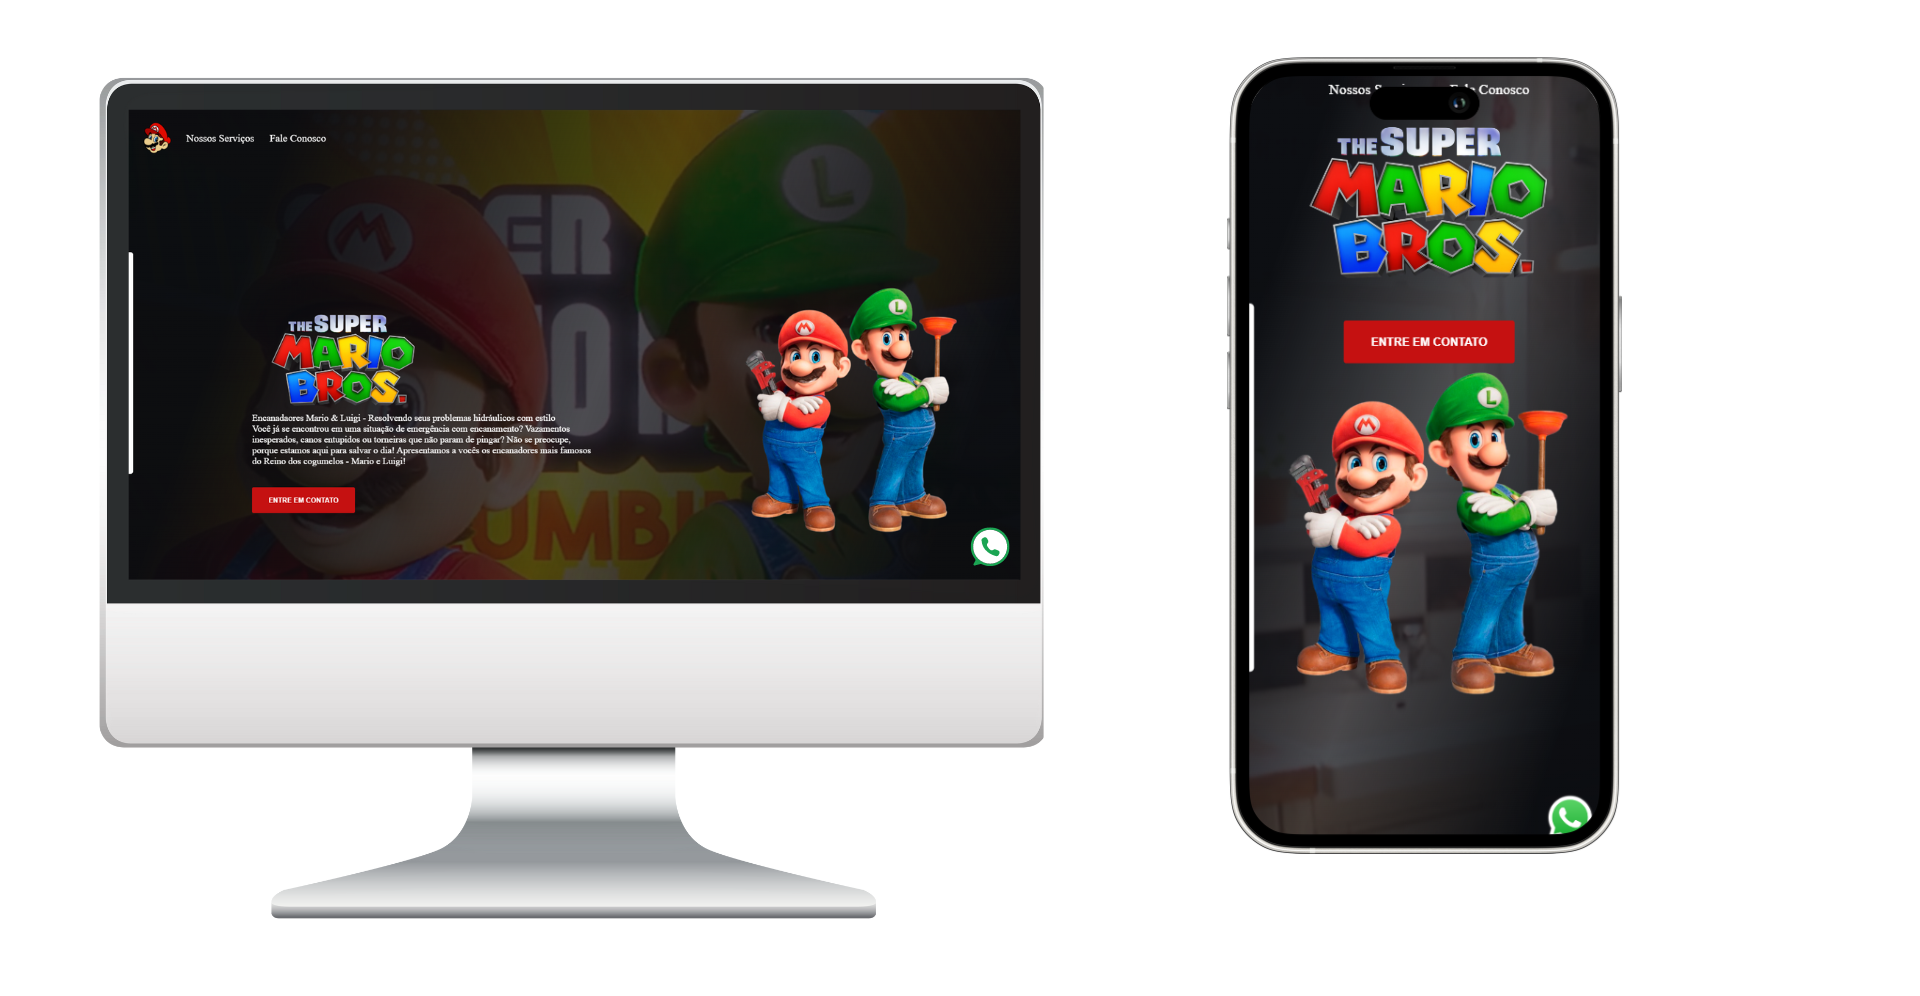 Nossos Serviços Fale Conosco
THE SUPER
MARIO
BROS.
Encanadores Mario & Luigi - Resolvendo seus problemas hidráulicos com estilo
Você já se encontrou em uma situação de emergência com encanamento? Vazamentos
inesperados, canos entupidos ou torneiras que não param de pingar? Não se preocupe,
porque estamos aqui para salvar o dia! Apresentamos a vocês os encanadores mais famosos
do Reino dos cogumelos - Mario e Luigi!
ENTRE EM CONTATO
M
L
M
L
Nossos
Conosco
THE SUPER
MARIO
BROS.
ENTRE EM CONTATO
M
L